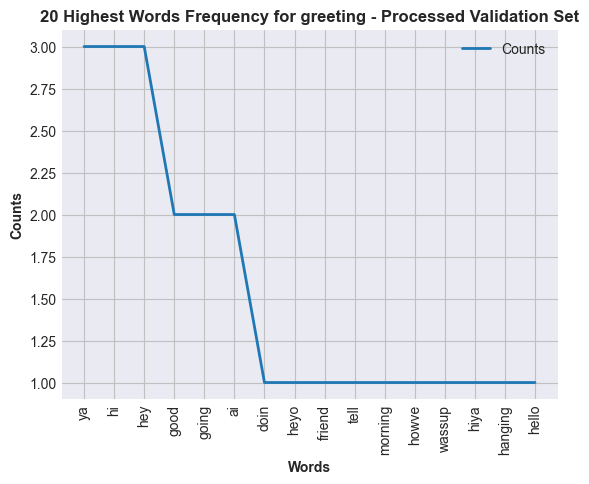 20 Highest Words Frequency for greeting - Processed Validation Set
Counts
3.00
2.75
2.50
2.25
2.00
1.75
1.50
1.25
1.00
Counts
ya
hi
hey
good
going
ai
doin
heyo
friend
tell
morning
howve
wassup
hiya
hanging
hello
Words